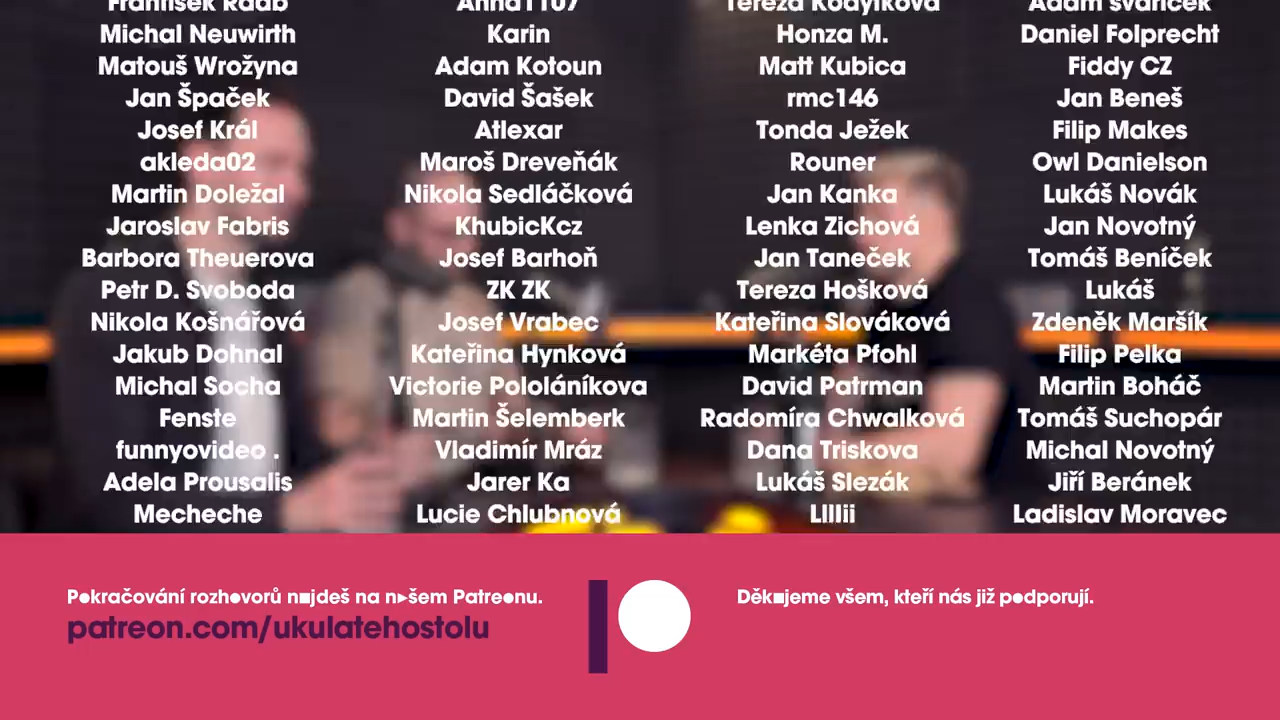 František Raab
Michal Neuwirth
Matouš Wrožyna
Jan Špaček
Josef Král
akleda02
Martin Doležal
Jaroslav Fabris
Barbora Theuerova
Petr D. Svoboda
Nikola Košnářová
Jakub Dohnal
Michal Socha
Fenste
funnyovideo .
Adela Prousalis
Mecheche
Anna1107
Karin
Adam Kotoun
David Šašek
Atlexar
Maroš Dreveňák
Nikola Sedláčková
KhubicKcz
Josef Barhoň
ZK ZK
Josef Vrabec
Kateřina Hynková
Victorie Pololáníkova
Martin Šelemberk
Vladimír Mráz
Jarer Ka
Lucie Chlubnová
Tereza
Honza M.
Matt Kubica
rmc146
Tonda Ježek
Rouner
Jan Kanka
Lenka Zichová
Jan Taneček
Tereza Hošková
Kateřina Slováková
Markéta Pfohl
David Patrman
Radomíra Chwalková
Dana Triskova
Lukáš Slezák
Llllii
Adam
Daniel Folprecht
Fiddy CZ
Jan Beneš
Filip Makes
Owl Danielson
Lukáš Novák
Jan Novotný
Tomáš Beníček
Lukáš
Zdeněk Maršík
Filip Pelka
Martin Boháč
Tomáš Suchopár
Michal Novotný
Jiří Beránek
Ladislav Moravec
Pokračování rozhovorů najdeš na našem Patreonu.
patreon.com/ukulatehostolu
Děkujeme všem, kteří nás již podporují.